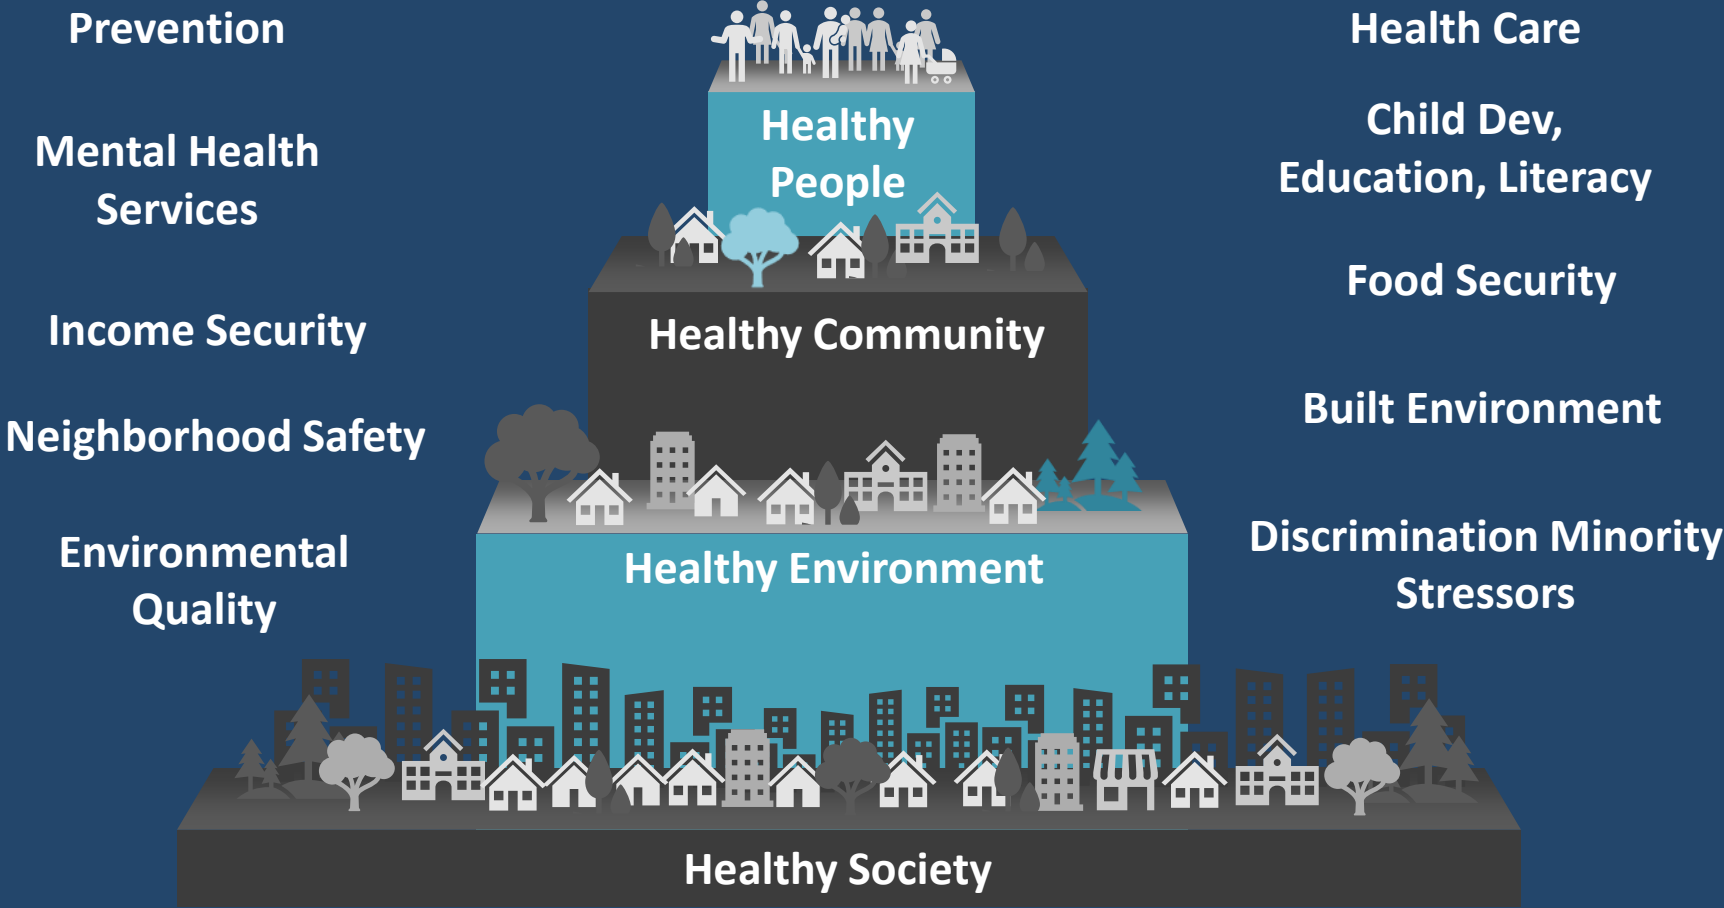 Prevention
Mental Health
Services
Income Security
Neighborhood Safety
Environmental
Quality
Healthy
People
Healthy Community
Healthy Environment
Healthy Society
Health Care
Child Dev,
Education, Literacy
Food Security
Built Environment
Discrimination Minority
Stressors